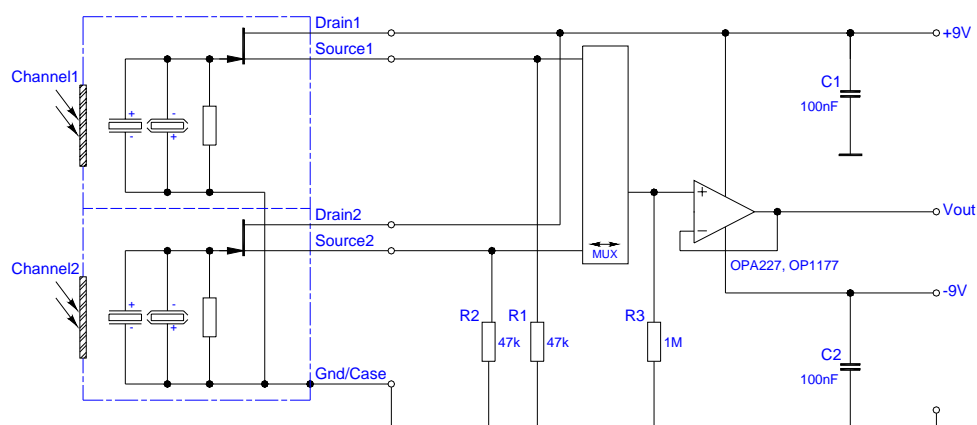 Drain1
+9V
Source1
Channel1
+
-
-
+
C1
100nF
+
-
Vout
Drain2
Source2
MUX
OPA227, OP1177
Channel2
-9V
+
-
-
+
R2
47k
R1
47k
R3
1M
C2
100nF
Gnd/Case